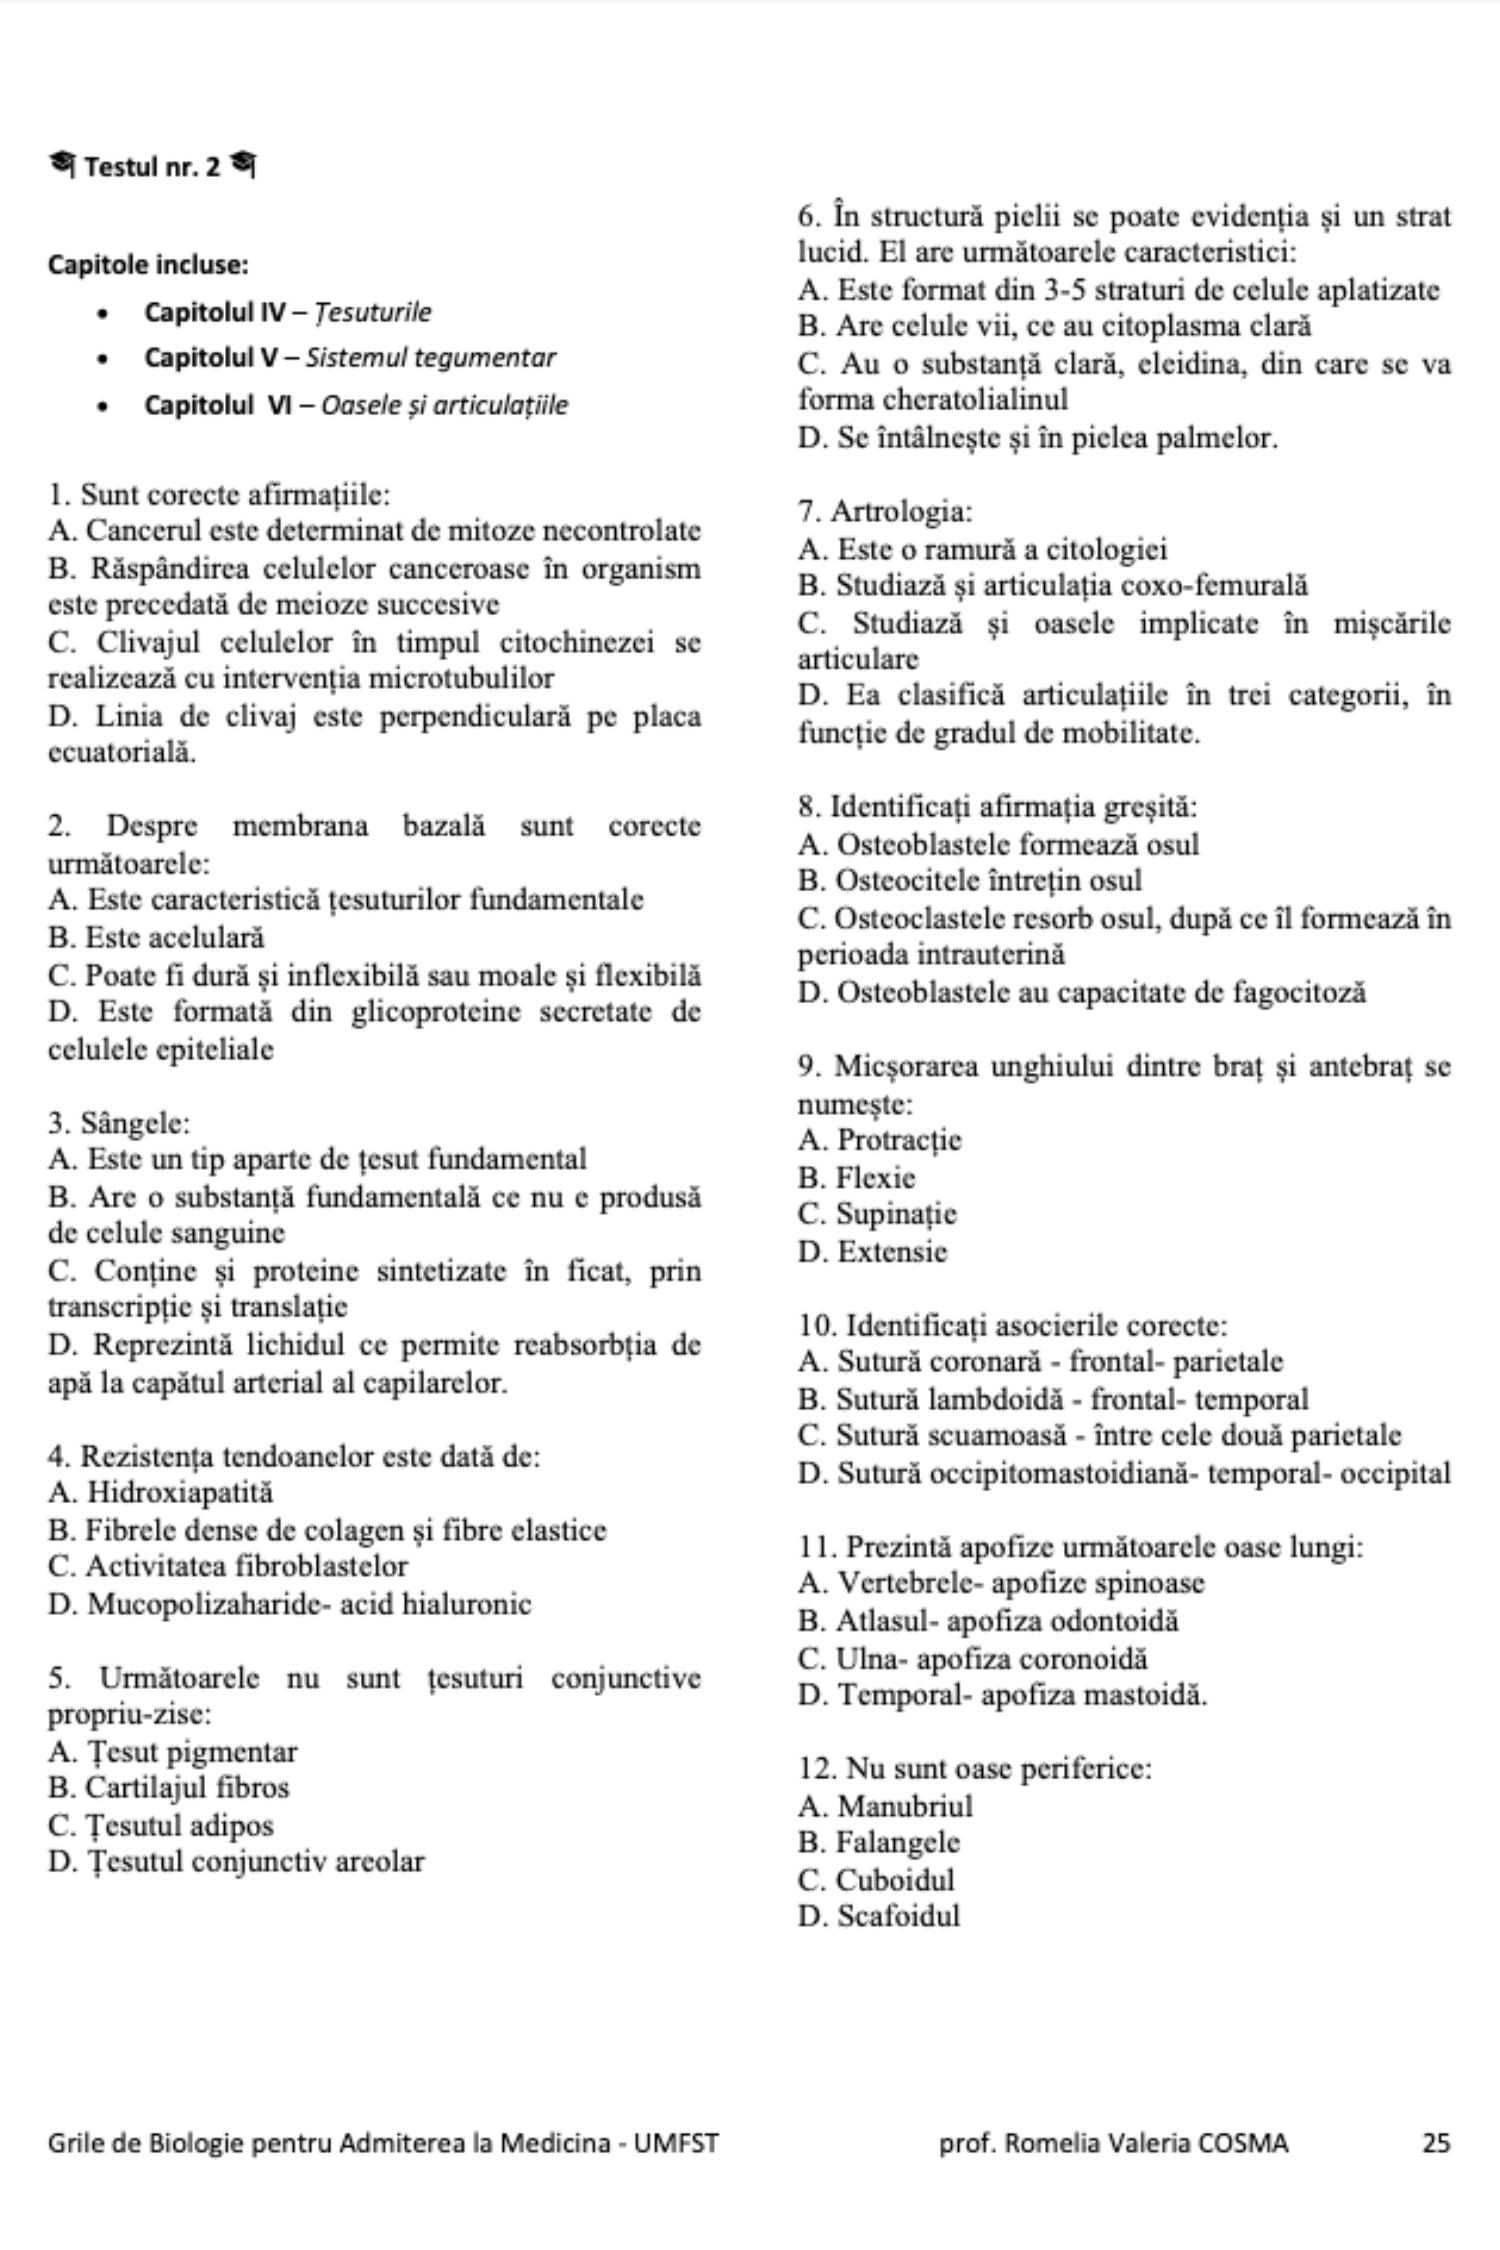 Testul nr. 2
Capitole incluse:
• Capitolul IV – Țesuturile
• Capitolul V – Sistemul tegumentar
• Capitolul VI – Oasele și articulațiile
1. Sunt corecte afirmațiile:
A. Cancerul este determinat de mitoze necontrolate
B. Răspândirea celulelor canceroase în organism
este precedată de meioze succesive
C. Clivajul celulelor în timpul citochinezei se
realizează cu intervenția microtubulilor
D. Linia de clivaj este perpendiculară pe placa
ecuatorială.
2. Despre membrana bazală sunt corecte
următoarele:
A. Este caracteristică țesuturilor fundamentale
B. Este acelulară
C. Poate fi dură și inflexibilă sau moale și flexibilă
D. Este formată din glicoproteine secretate de
celulele epiteliale
3. Sângele:
A. Este un tip aparte de țesut fundamental
B. Are o substanță fundamentală ce nu e produsă
de celule sanguine
C. Conține și proteine sintetizate în ficat, prin
transcripție și translație
D. Reprezintă lichidul ce permite reabsorbția de
apă la capătul arterial al capilarelor.
4. Rezistența tendoanelor este dată de:
A. Hidroxiapatită
B. Fibrele dense de colagen și fibre elastice
C. Activitatea fibroblastelor
D. Mucopolizaharide- acid hialuronic
5. Următoarele nu sunt țesuturi conjunctive
propriu-zise:
A. Țesut pigmentar
B. Cartilajul fibros
C. Țesutul adipos
D. Țesutul conjunctiv areolar
6. În structură pielii se poate evidenția și un strat
lucid. El are următoarele caracteristici:
A. Este format din 3-5 straturi de celule aplatizate
B. Are celule vii, ce au citoplasma clară
C. Au o substanță clară, eleidina, din care se va
forma cheratolialinul
D. Se întâlnește și în pielea palmelor.
7. Artrologia:
A. Este o ramură a citologiei
B. Studiază și articulația coxo-femurală
C. Studiază și oasele implicate în mișcările
articulare
D. Ea clasifică articulațiile în trei categorii, în
funcție de gradul de mobilitate.
8. Identificați afirmația greșită:
A. Osteoblastele formează osul
B. Osteocitele întrețin osul
C. Osteoclastele resorb osul, după ce îl formează în
perioada intrauterină
D. Osteoblastele au capacitate de fagocitoză
9. Micșorarea unghiului dintre braț și antebraț se
numește:
A. Protracție
B. Flexie
C. Supinație
D. Extensie
10. Identificați asocierile corecte:
A. Sutură coronară - frontal- parietale
B. Sutură lambdoidă - frontal- temporal
C. Sutură scuamoasă - între cele două parietale
D. Sutură occipitomastoidiană- temporal- occipital
11. Prezintă apofize următoarele oase lungi:
A. Vertebrele- apofize spinoase
B. Atlasul- apofiza odontoidă
C. Ulna- apofiza coronoidă
D. Temporal- apofiza mastoidă.
12. Nu sunt oase periferice:
A. Manubriul
B. Falangele
C. Cuboidul
D. Scafoidul
Grile de Biologie pentru Admiterea la Medicina - UMFST prof. Romelia Valeria COSMA 25